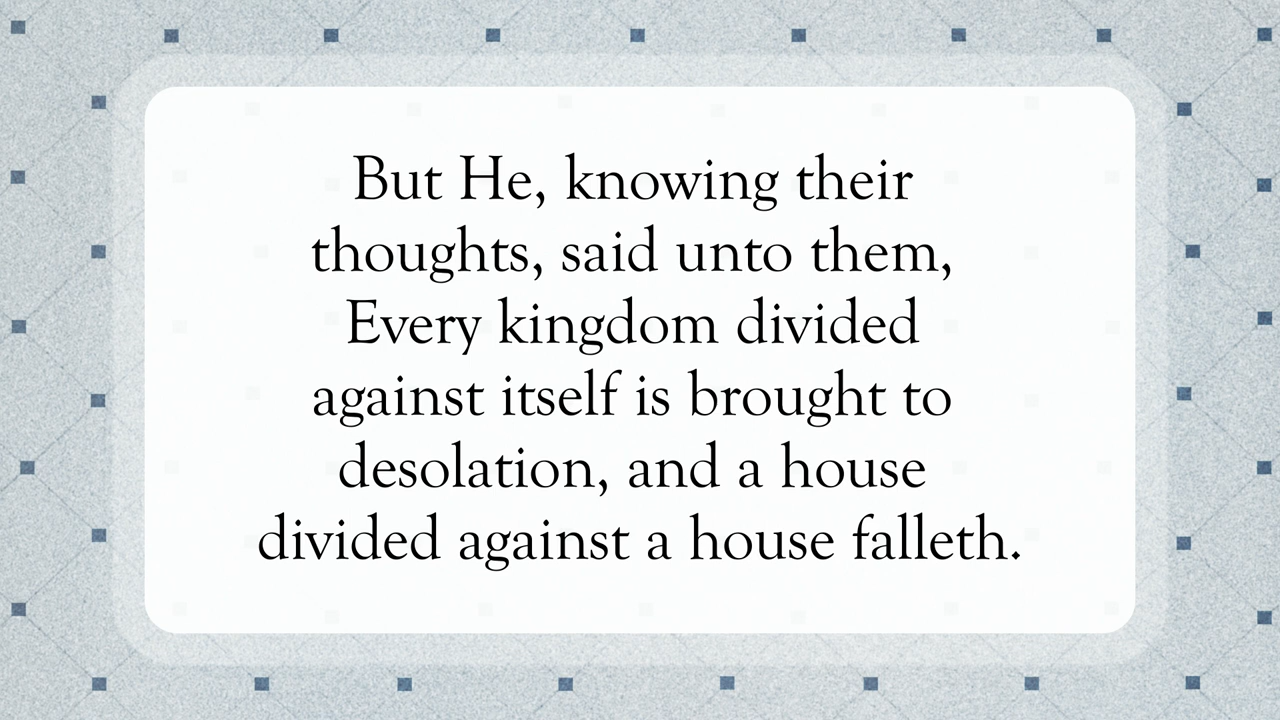 But He, knowing their
thoughts, said unto them,
Every kingdom divided
against itself is brought to
desolation, and a house
divided against a house falleth.